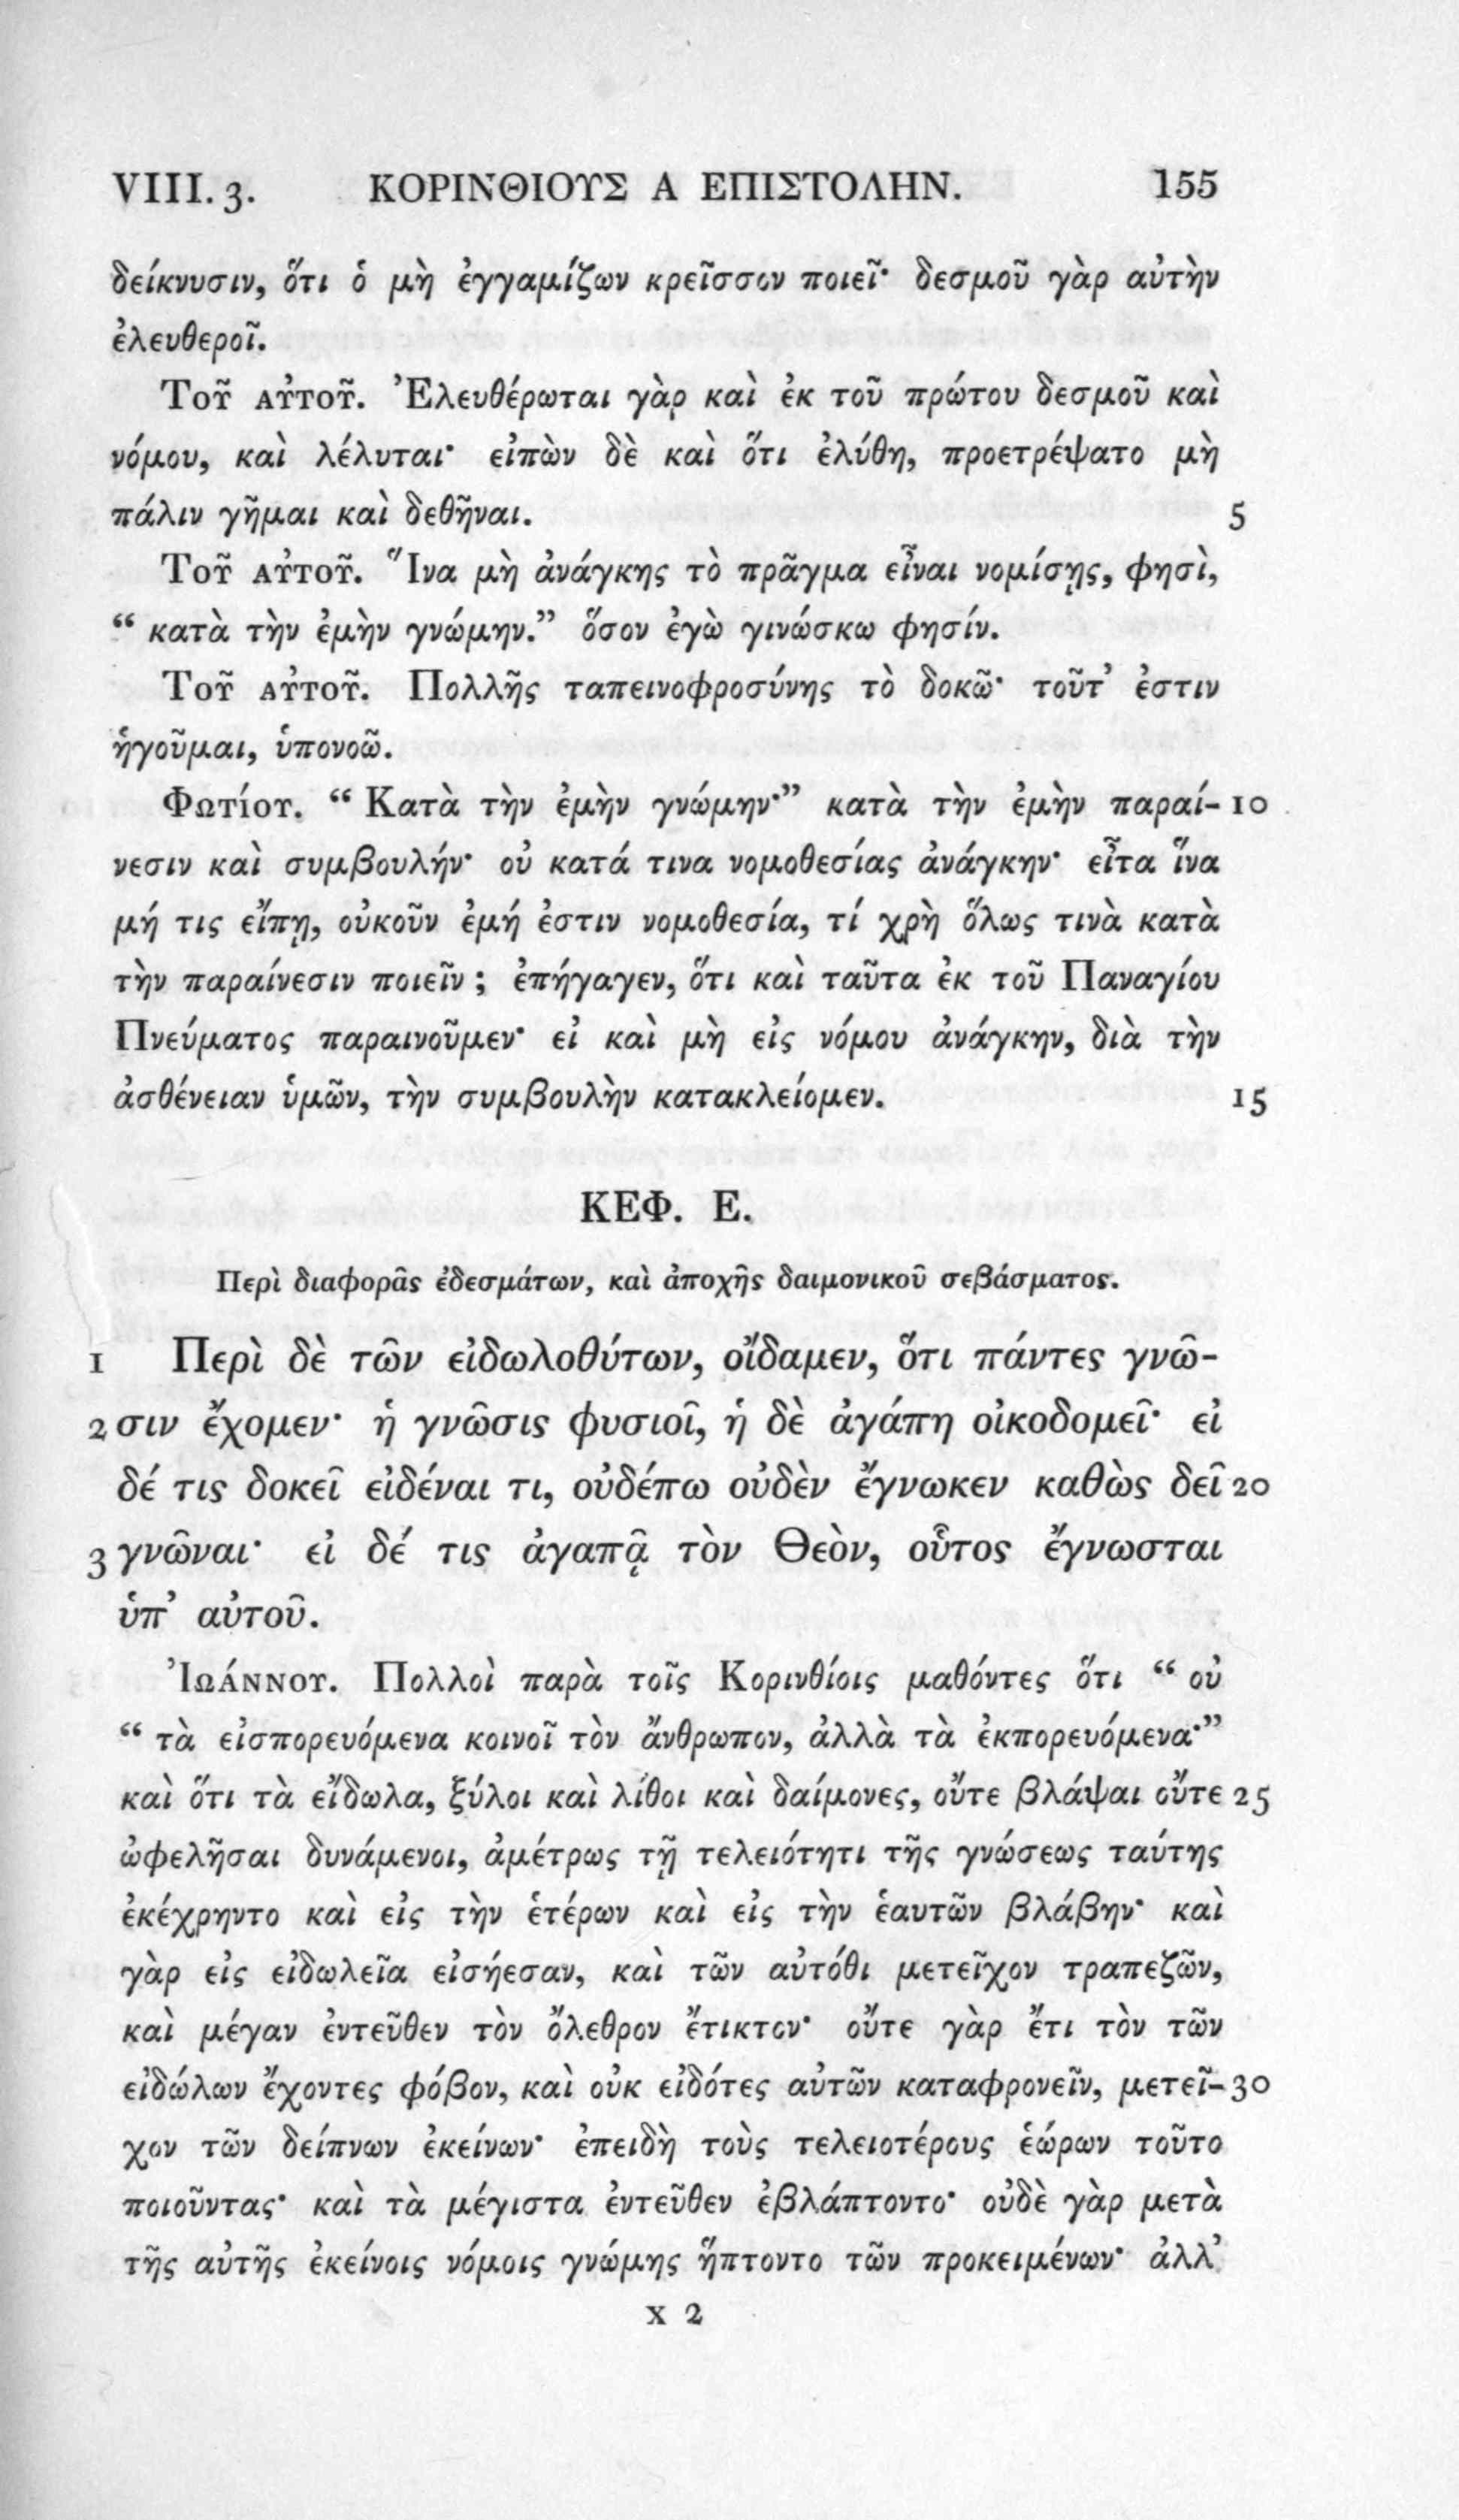 VIII. 3. ΚΟΡΙΝΘΙΟΥΣ Α ΕΠΙΣΤΟΛΗΝ. 155
δείκνυσιν, ὅτι ὁ μὴ ἐγγαμίζων κρεῖσσον ποιεῖ· δεσμοῦ γὰρ αὐτὴν
ἐλευθεροῖ.
Τοῦ αὐτοῦ. Ἐλευθέρωται γὰρ καὶ ἐκ τοῦ πρώτου δεσμοῦ καὶ
νόμου, καὶ λέλυται· εἰπὼν δὲ καὶ ὅτι ἐλύθη, προετρέψατο μὴ
πάλιν γῆμαι καὶ δεθῆναι. 5
Τοῦ αὐτοῦ. Ἵνα μὴ ἀνάγκης τὸ πρᾶγμα εἶναι νομίσῃς, φησὶ,
“ κατὰ τὴν ἐμὴν γνώμην.” ὅσον ἐγὼ γινώσκω φησίν.
Τοῦ αὐτοῦ. Πολλῆς ταπεινοφροσύνης τὸ δοκῶ· τοῦτ’ ἐστιν
ἡγοῦμαι, ὑπονοῶ.
Φωτίου. “ Κατὰ τὴν ἐμὴν γνώμην·” κατὰ τὴν ἐμὴν παραί- 10
νεσιν καὶ συμβουλήν· οὐ κατά τινα νομοθεσίας ἀνάγκην· εἶτα ἵνα
μή τις εἴπῃ, οὐκοῦν ἐμή ἐστιν νομοθεσία, τί χρὴ ὅλως τινὰ κατὰ
τὴν παραίνεσιν ποιεῖν ; ἐπήγαγεν, ὅτι καὶ ταῦτα ἐκ τοῦ Παναγίου
Πνεύματος παραινοῦμεν· εἰ καὶ μὴ εἰς νόμου ἀνάγκην, διὰ τὴν
ἀσθένειαν ὑμῶν, τὴν συμβουλὴν κατακλείομεν. 15
ΚΕΦ. Ε.
Περὶ διαφορᾶς ἐδεσμάτων, καὶ ἀποχῆς δαιμονικοῦ σεβάσματος.
1 Περὶ δὲ τῶν εἰδωλοθύτων, οἴδαμεν, ὅτι πάντες γνῶ-
2 σιν ἔχομεν· ἡ γνῶσις φυσιοῖ, ἡ δὲ ἀγάπη οἰκοδομεῖ· εἰ
δέ τις δοκεῖ εἰδέναι τι, οὐδέπω οὐδὲν ἔγνωκεν καθὼς δεῖ 20
3 γνῶναι· εἰ δέ τις ἀγαπᾷ τὸν Θεὸν, οὗτος ἔγνωσται
ὑπ’ αὐτοῦ.
Ἰωάννου. Πολλοὶ παρὰ τοῖς Κορινθίοις μαθόντες ὅτι “ οὐ
“ τὰ εἰσπορευόμενα κοινοῖ τὸν ἄνθρωπον, ἀλλὰ τὰ ἐκπορευόμενα·”
καὶ ὅτι τὰ εἴδωλα, ξύλοι καὶ λίθοι καὶ δαίμονες, οὔτε βλάψαι οὔτε 25
ὠφελῆσαι δυνάμενοι, ἀμέτρως τῇ τελειότητι τῆς γνώσεως ταύτης
ἐκέχρηντο καὶ εἰς τὴν ἑτέρων καὶ εἰς τὴν ἑαυτῶν βλάβην· καὶ
γὰρ εἰς εἰδωλεῖα εἰσήεσαν, καὶ τῶν αὐτόθι μετεῖχον τραπεζῶν,
καὶ μέγαν ἐντεῦθεν τὸν ὄλεθρον ἔτικτον· οὔτε γὰρ ἔτι τὸν τῶν
εἰδώλων ἔχοντες φόβον, καὶ οὐκ εἰδότες αὐτῶν καταφρονεῖν, μετεῖ- 30
χον τῶν δείπνων ἐκείνων· ἐπειδὴ τοὺς τελειοτέρους ἑώρων τοῦτο
ποιοῦντας· καὶ τὰ μέγιστα ἐντεῦθεν ἐβλάπτοντο· οὐδὲ γὰρ μετὰ
τῆς αὐτῆς ἐκείνοις νόμοις γνώμης ἥπτοντο τῶν προκειμένων· ἀλλ’
x 2